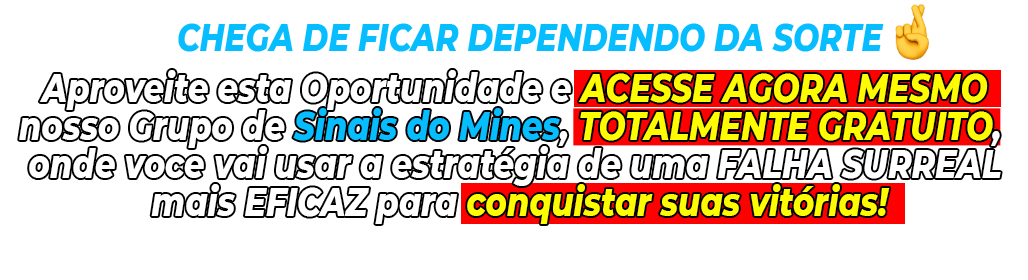 CHEGA DE FICAR DEPENDENDO DA SORTE 🤞
Aproveite esta Oportunidade e ACESSE AGORA MESMO
nosso Grupo de Sinais do Mines, TOTALMENTE GRATUITO,
onde voce vai usar a estratégia de uma FALHA SURREAL
mais EFICAZ para conquistar suas vitórias!